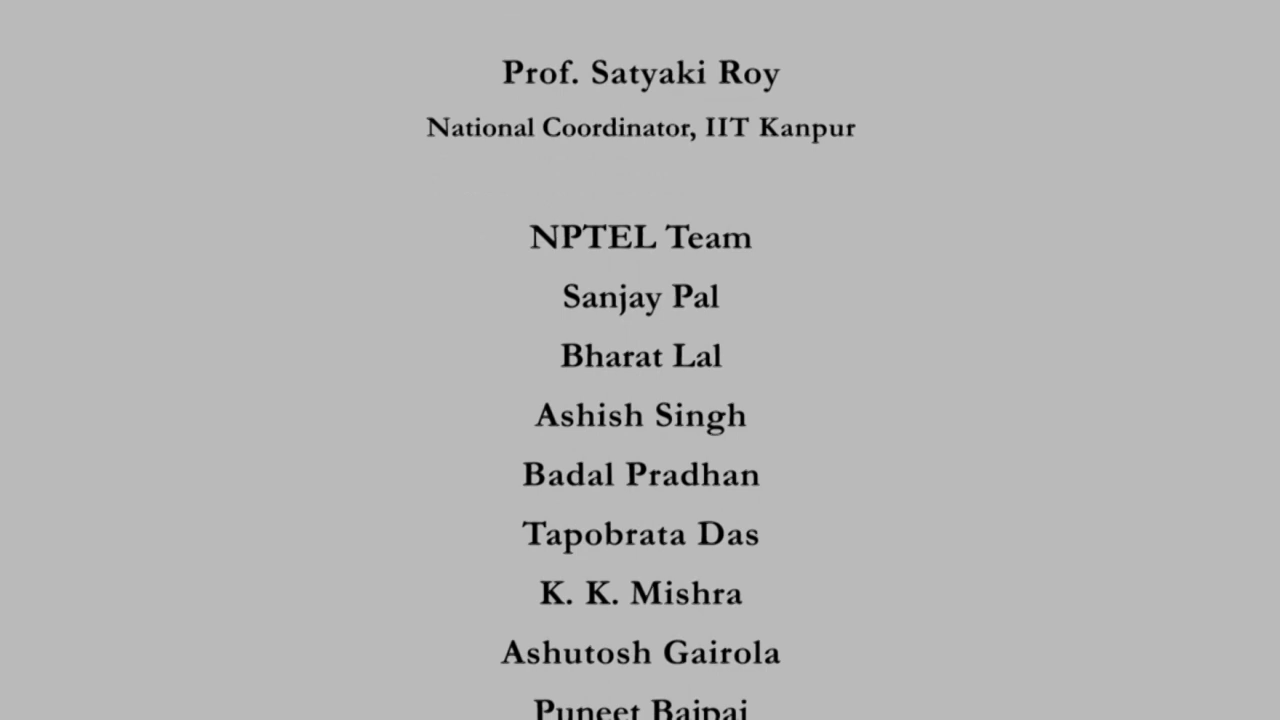 Prof. Satyaki Roy
National Coordinator, IIT Kanpur
NPTEL Team
Sanjay Pal
Bharat Lal
Ashish Singh
Badal Pradhan
Tapobrata Das
K. K. Mishra
Ashutosh Gairola
Puneet Bajpai